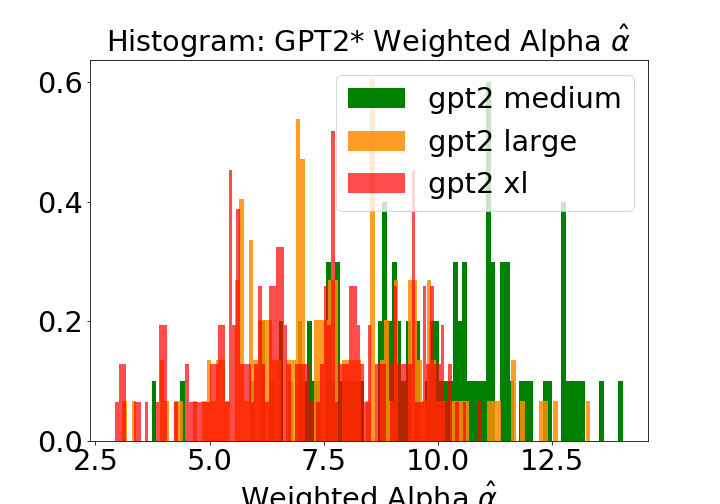 Histogram: GPT2* Weighted Alpha α̂
gpt2 medium
gpt2 large
gpt2 xl
0.6
0.4
0.2
0.0
2.5 5.0 7.5 10.0 12.5
Weighted Alpha α̂